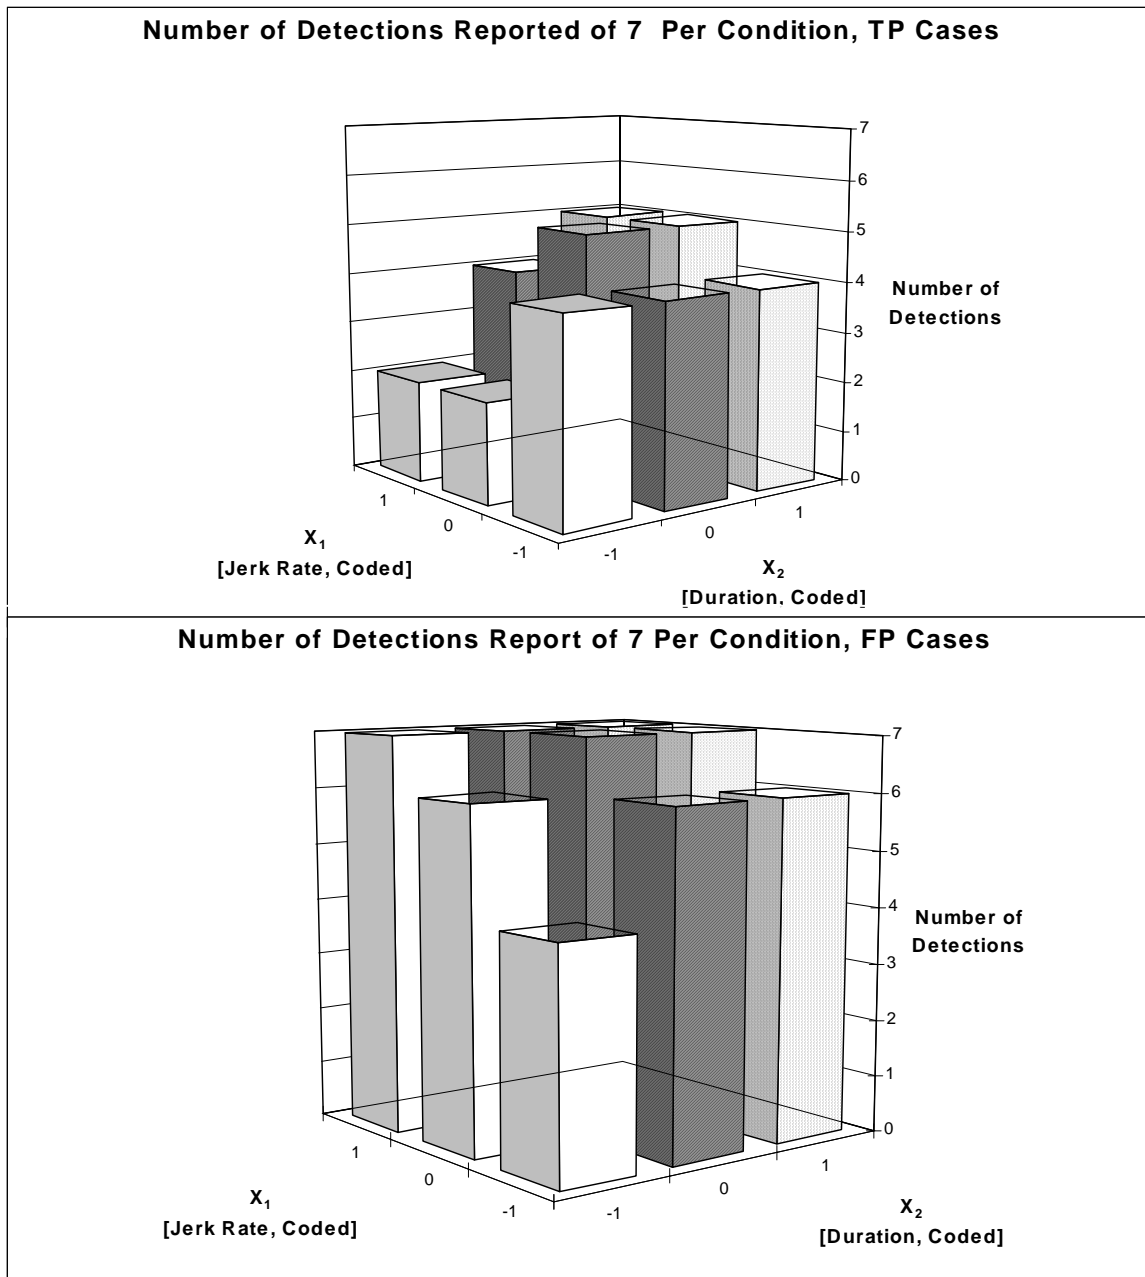 Number of Detections Reported of 7 Per Condition, TP Cases
7
6
5
4
3
2
1
0
Number of
Detections
1
0
-1
X1
[Jerk Rate, Coded]
-1
0
1
X2
[Duration, Coded]
Number of Detections Report of 7 Per Condition, FP Cases
7
6
5
4
3
2
1
0
Number of
Detections
1
0
-1
X1
[Jerk Rate, Coded]
-1
0
1
X2
[Duration, Coded]